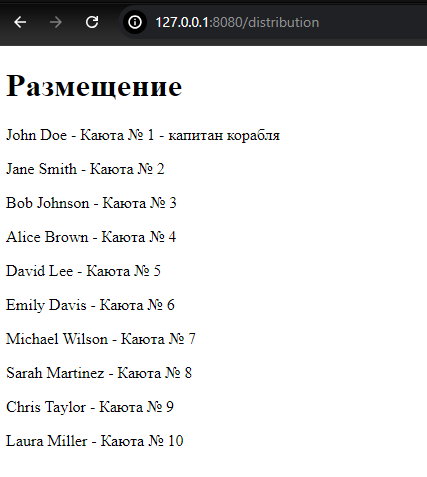 127.0.0.1:8080/distribution
Размещение
John Doe - Каюта № 1 - капитан корабля
Jane Smith - Каюта № 2
Bob Johnson - Каюта № 3
Alice Brown - Каюта № 4
David Lee - Каюта № 5
Emily Davis - Каюта № 6
Michael Wilson - Каюта № 7
Sarah Martinez - Каюта № 8
Chris Taylor - Каюта № 9
Laura Miller - Каюта № 10